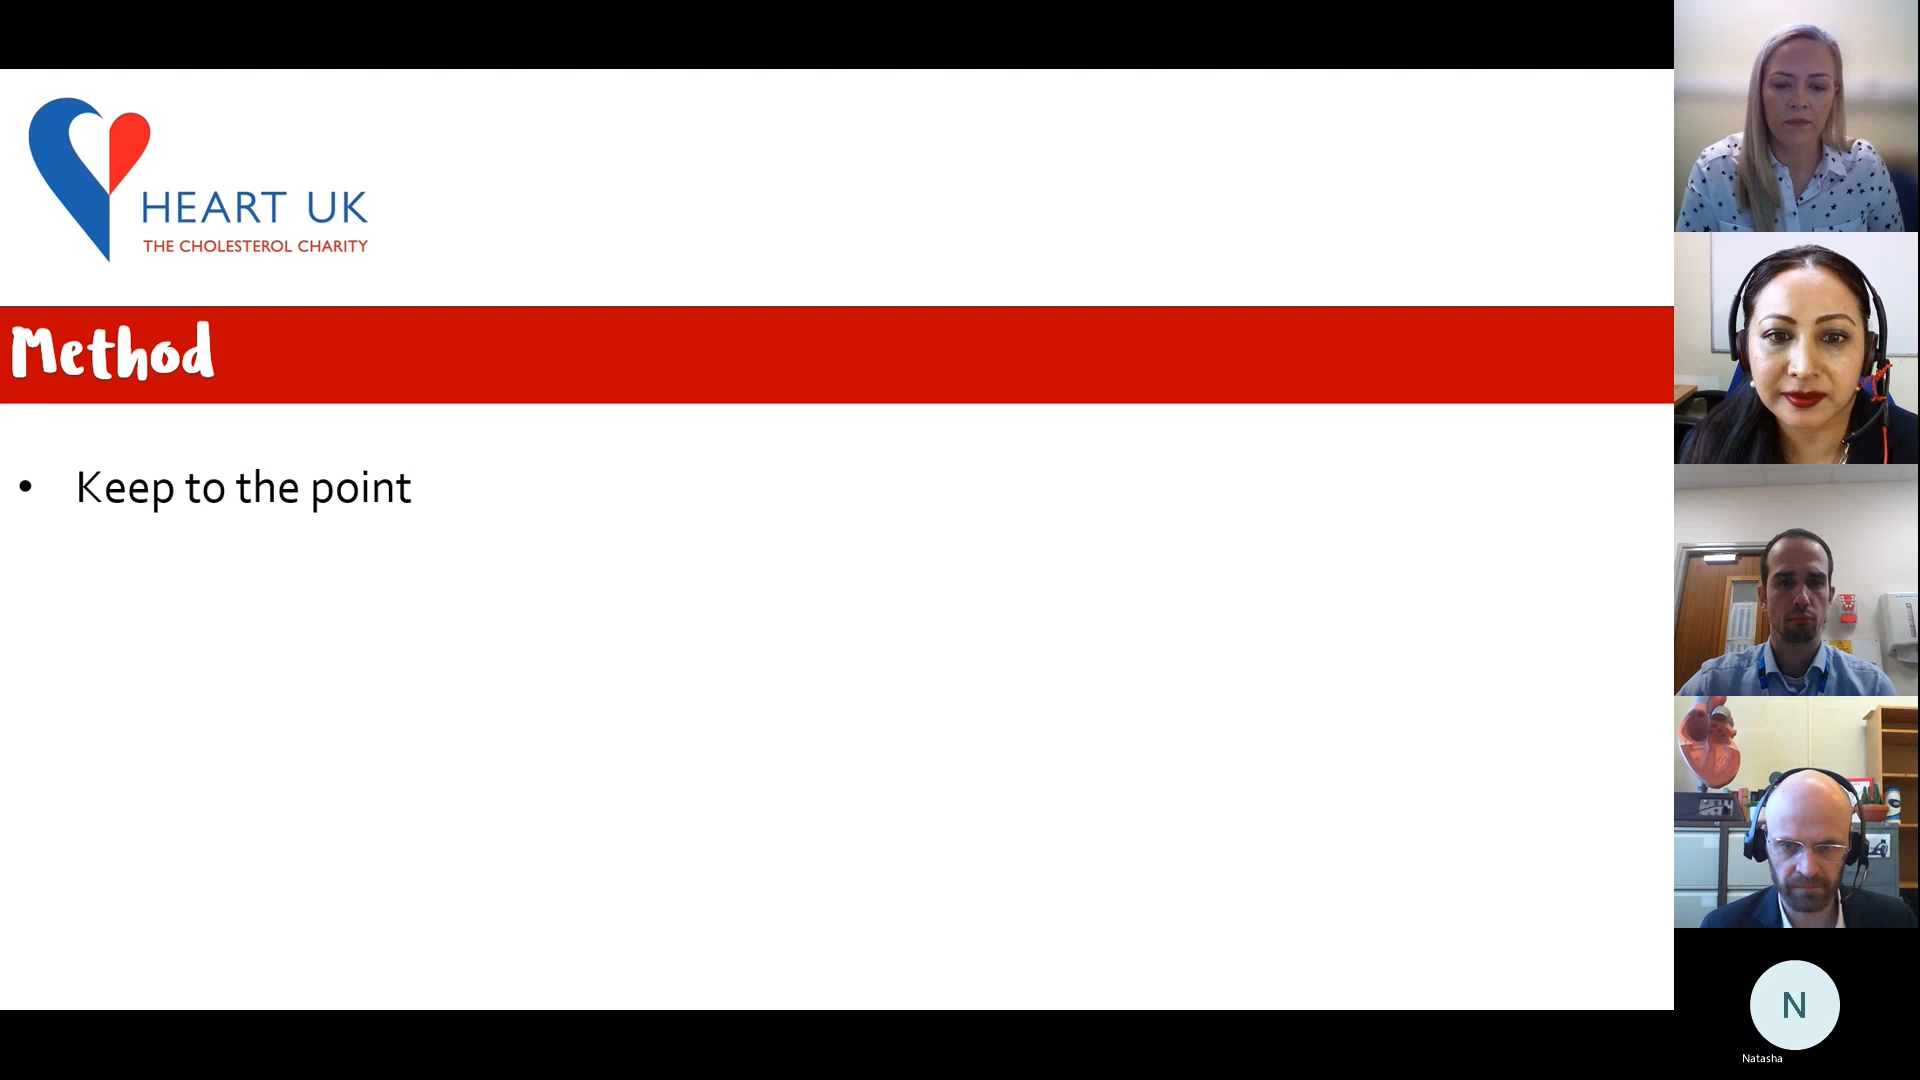 HEART UK
THE CHOLESTEROL CHARITY
Method
• Keep to the point
N
Natasha